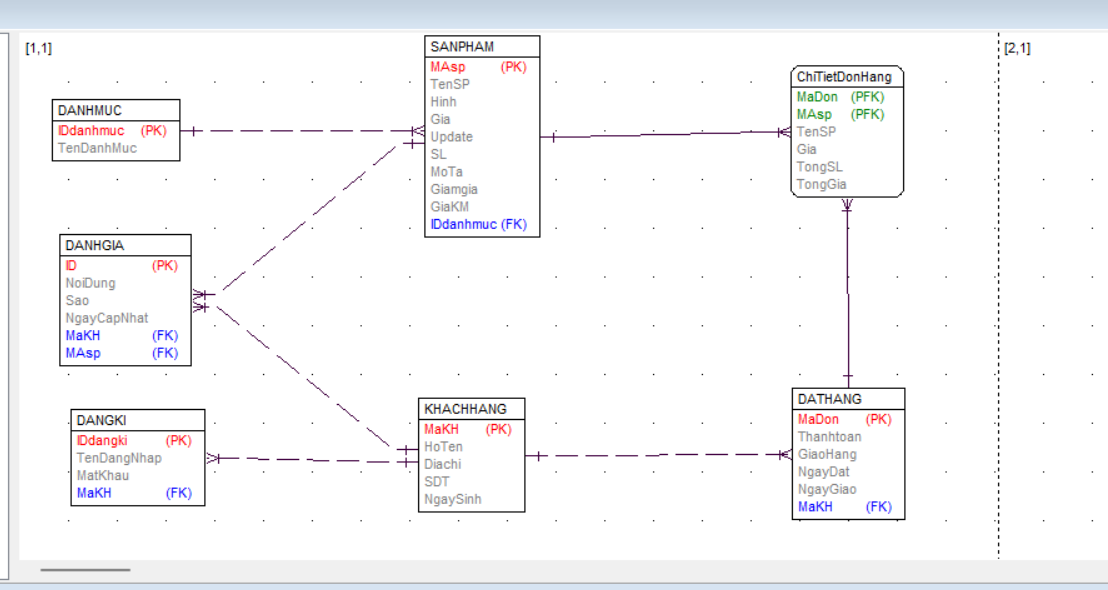 [1,1]
[2,1]
SANPHAM
MAsp (PK)
TenSP
Hinh
Gia
Update
SL
MoTa
Giamgia
GiaKM
IDdanhmuc (FK)
ChiTietDonHang
MaDon (PFK)
MAsp (PFK)
TenSP
Gia
TongSL
TongGia
DANHMUC
IDdanhmuc (PK)
TenDanhMuc
DANHGIA
ID (PK)
NoiDung
Sao
NgayCapNhat
MaKH (FK)
MAsp (FK)
DANGKI
IDdangki (PK)
TenDangNhap
MatKhau
MaKH (FK)
KHACHHANG
MaKH (PK)
HoTen
Diachi
SDT
NgaySinh
DATHANG
MaDon (PK)
Thanhtoan
GiaoHang
NgayDat
NgayGiao
MaKH (FK)